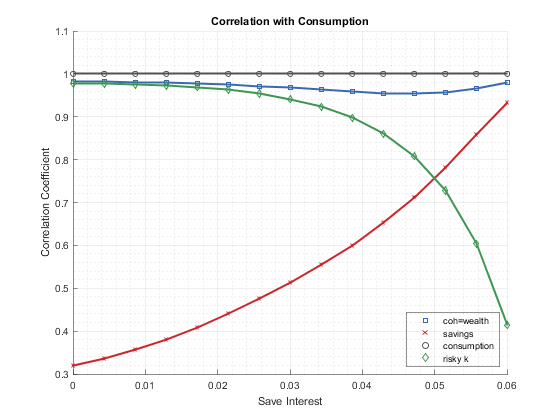 Correlation with Consumption
1.1
1
0.9
0.8
0.7
0.6
0.5
0.4
0.3
Correlation Coefficient
0
0.01
0.02
0.03
0.04
0.05
0.06
Save Interest
coh=wealth
savings
consumption
risky k